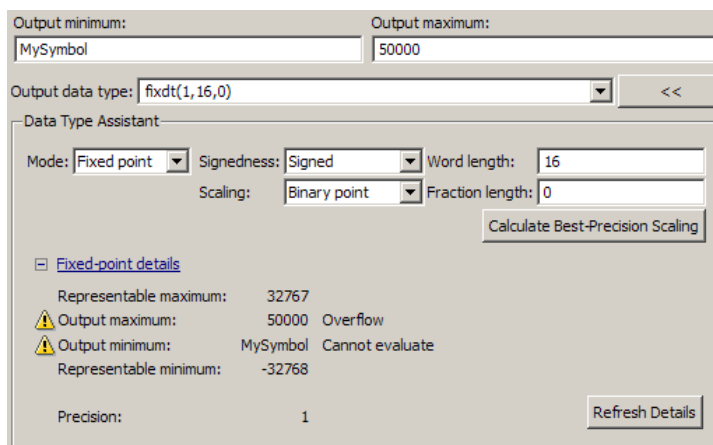 Output minimum: Output maximum:
MySymbol 50000
Output data type: fixdt(1,16,0) <<
Data Type Assistant
Mode: Fixed point Signedness: Signed Word length: 16
Scaling: Binary point Fraction length: 0
Calculate Best-Precision Scaling
Fixed-point details
Representable maximum: 32767
Output maximum: 50000 Overflow
Output minimum: MySymbol Cannot evaluate
Representable minimum: -32768
Precision: 1 Refresh Details